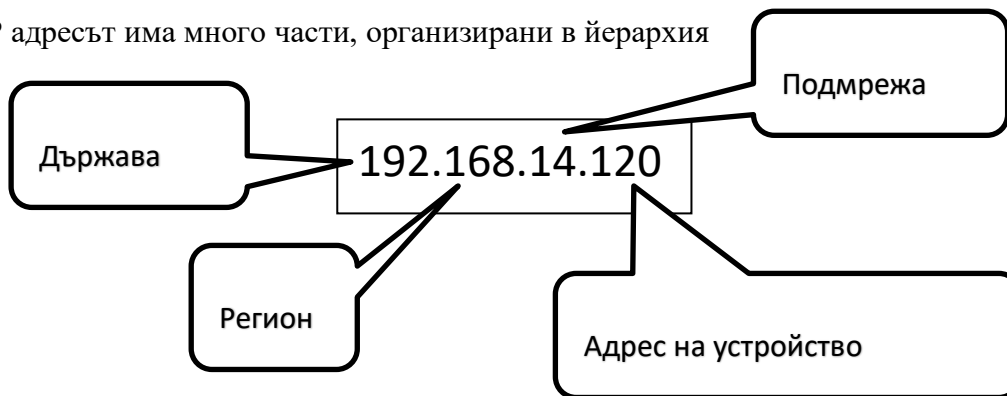 адресът има много части, организирани в йерархия
Подмрежа
Държава
192.168.14.120
Регион
Адрес на устройство